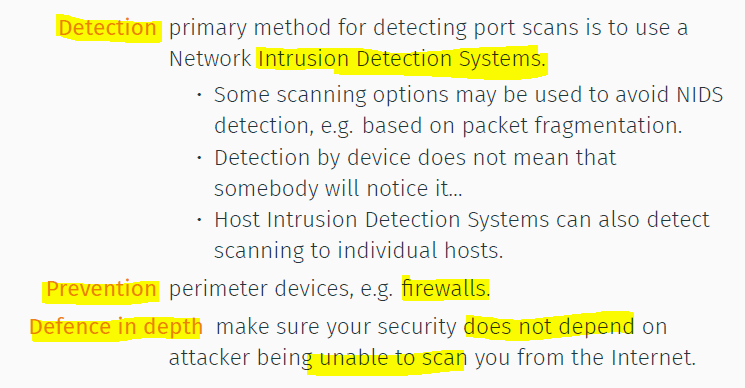 Detection primary method for detecting port scans is to use a
Network Intrusion Detection Systems.
• Some scanning options may be used to avoid NIDS
detection, e.g. based on packet fragmentation.
• Detection by device does not mean that
somebody will notice it...
• Host Intrusion Detection Systems can also detect
scanning to individual hosts.
Prevention perimeter devices, e.g. firewalls.
Defence in depth make sure your security does not depend on
attacker being unable to scan you from the Internet.